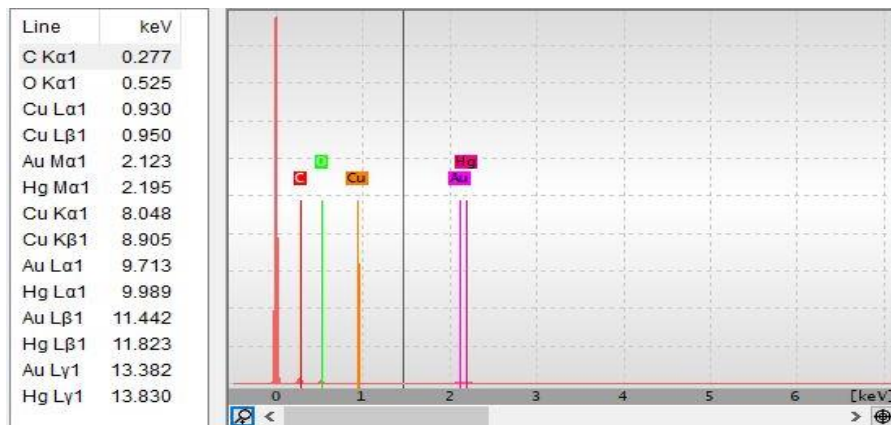 Line keV
C Kα1 0.277
O Kα1 0.525
Cu Lα1 0.930
Cu Lβ1 0.950
Au Mα1 2.123
Hg Mα1 2.195
Cu Kα1 8.048
Cu Kβ1 8.905
Au Lα1 9.713
Hg Lα1 9.989
Au Lβ1 11.442
Hg Lβ1 11.823
Au Lγ1 13.382
Hg Lγ1 13.830
O Hg
C Cu Au
0 1 2 3 4 5 6 [keV]